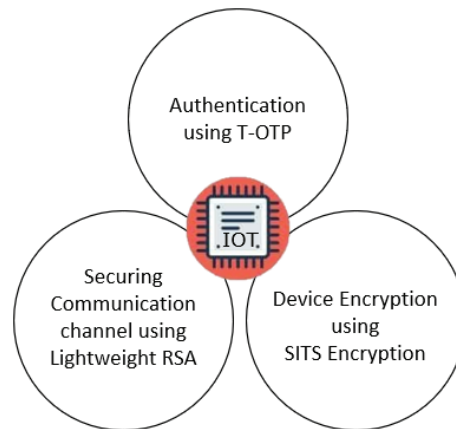 Authentication
using T-OTP
IOT
Securing
Communication
channel using
Lightweight RSA
Device Encryption
using
SITS Encryption